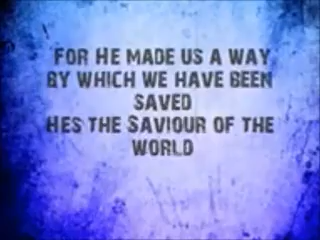 FOR HE MADE US A WAY
BY WHICH WE HAVE BEEN
SAVED
HES THE SAVIOUR OF THE
WORLD